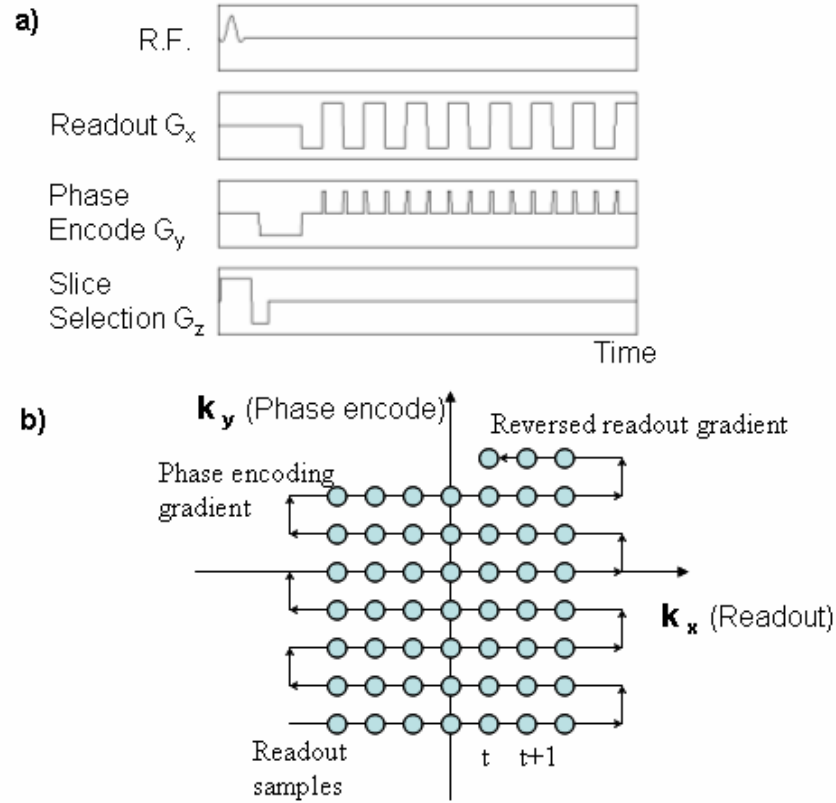 a)
R.F.
Readout Gx
Phase
Encode Gy
Slice
Selection Gz
Time
b)
ky (Phase encode)
Reversed readout gradient
Phase encoding
gradient
kx (Readout)
Readout
samples
t t+1